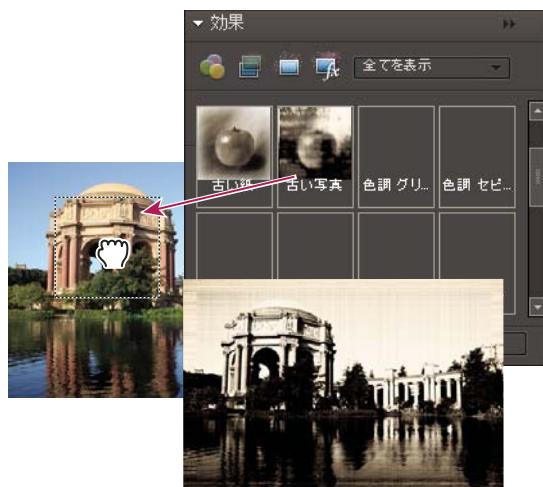 効果
全てを表示
古い紙
古い写真
色調 グリ...
色調 セピ...